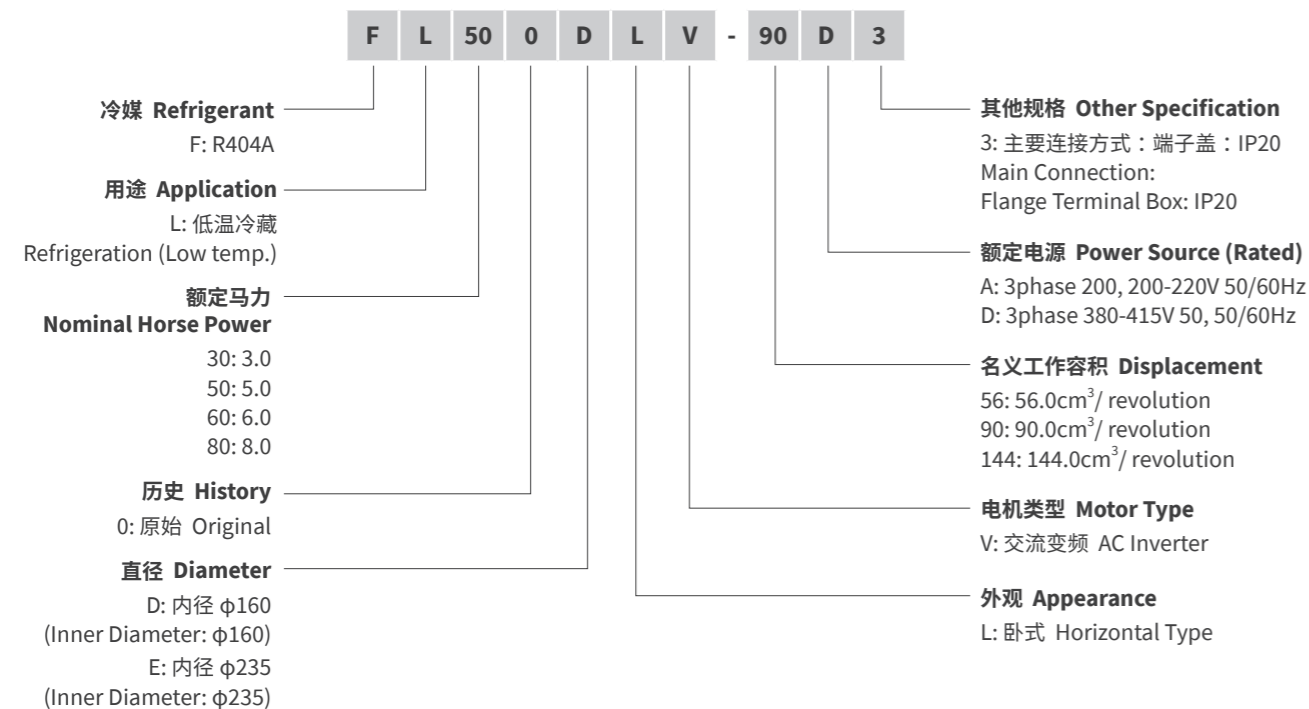 F L 50 0 D L V - 90 D 3
冷媒 Refrigerant
F: R404A
用途 Application
L: 低温冷藏
Refrigeration (Low temp.)
额定马力
Nominal Horse Power
30: 3.0
50: 5.0
60: 6.0
80: 8.0
历史 History
0: 原始 Original
直径 Diameter
D: 内径 φ160
(Inner Diameter: φ160)
E: 内径 φ235
(Inner Diameter: φ235)
其他规格 Other Specification
3: 主要连接方式：端子盖：IP20
Main Connection:
Flange Terminal Box: IP20
额定电源 Power Source (Rated)
A: 3phase 200, 200-220V 50/60Hz
D: 3phase 380-415V 50, 50/60Hz
名义工作容积 Displacement
56: 56.0cm³/ revolution
90: 90.0cm³/ revolution
144: 144.0cm³/ revolution
电机类型 Motor Type
V: 交流变频 AC Inverter
外观 Appearance
L: 卧式 Horizontal Type